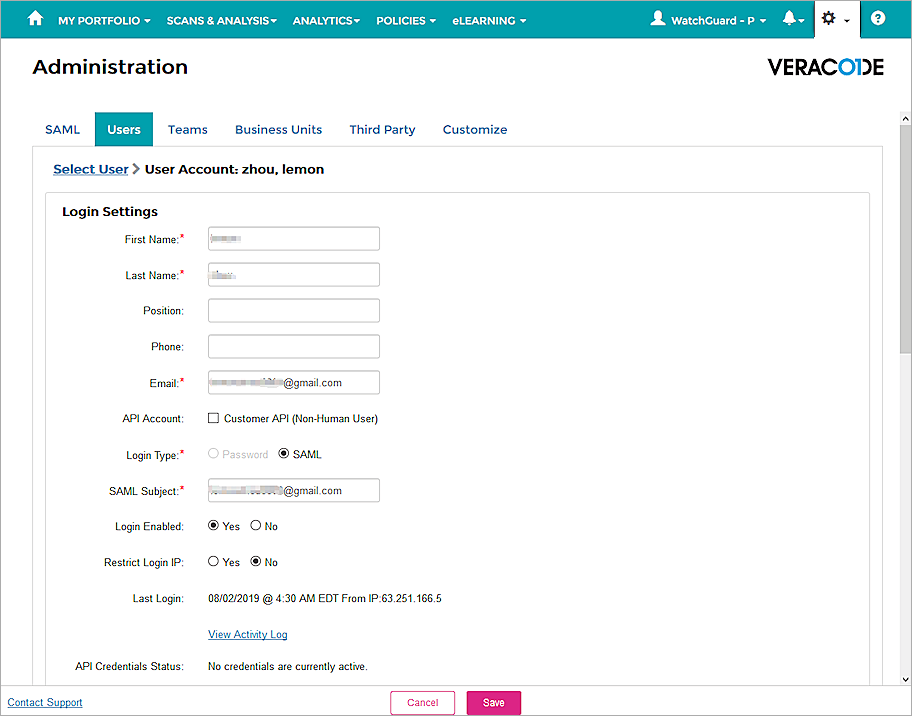 MY PORTFOLIO SCANS & ANALYSIS ANALYTICS POLICIES eLEARNING WatchGuard - P ?
Administration
VERACODE
SAML Users Teams Business Units Third Party Customize
Select User > User Account: zhou, lemon
Login Settings
First Name:*
Last Name:*
Position:
Phone:
Email:* @gmail.com
API Account: Customer API (Non-Human User)
Login Type:* Password SAML
SAML Subject:* @gmail.com
Login Enabled: Yes No
Restrict Login IP: Yes No
Last Login: 08/02/2019 @ 4:30 AM EDT From IP:63.251.166.5
View Activity Log
API Credentials Status: No credentials are currently active.
Contact Support Cancel Save